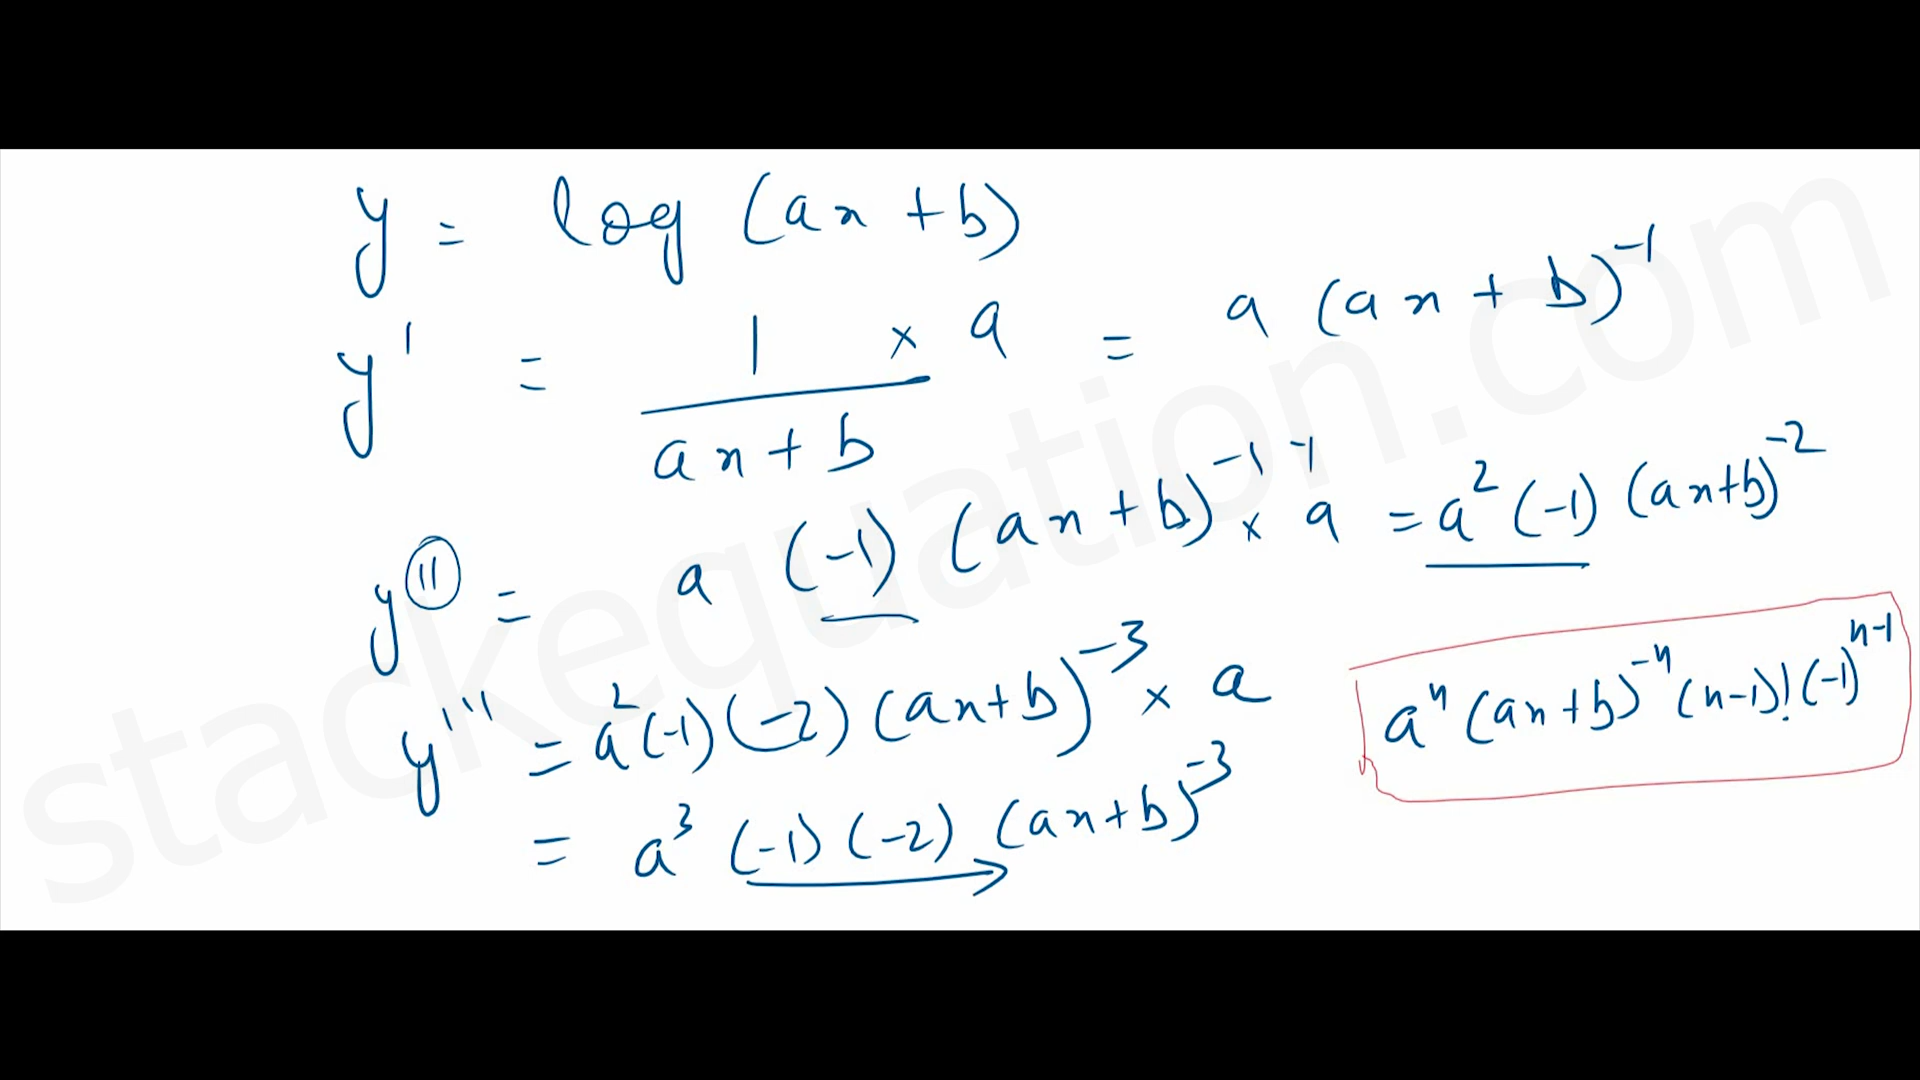 y = log (ax + b)
y' = 1/(ax + b) × a = a (ax + b)^-1
y'' = a (-1) (ax + b)^-1-1 × a = a^2 (-1) (ax+b)^-2
y''' = a^2 (-1) (-2) (ax+b)^-3 × a
a^n (ax+b)^-n (n-1)! (-1)^n-1
= a^3 (-1) (-2) (ax+b)^-3
stackequation.com